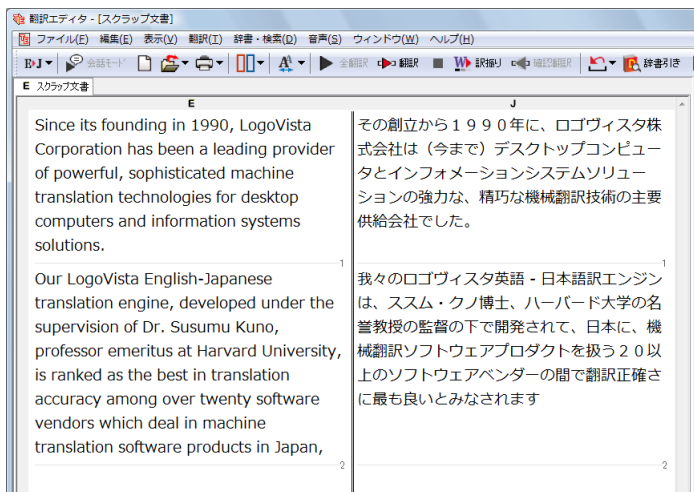 翻訳エディタ - [スクラップ文書]
ファイル(F) 編集(E) 表示(V) 翻訳(T) 辞書・検索(D) 音声(S) ウィンドウ(W) ヘルプ(H)
E›J 会話モード 全翻訳 翻訳 訳振り 確認翻訳 辞書引き
E スクラップ文書
E
Since its founding in 1990, LogoVista
Corporation has been a leading provider
of powerful, sophisticated machine
translation technologies for desktop
computers and information systems
solutions.
1
Our LogoVista English-Japanese
translation engine, developed under the
supervision of Dr. Susumu Kuno,
professor emeritus at Harvard University,
is ranked as the best in translation
accuracy among over twenty software
vendors which deal in machine
translation software products in Japan,
2
J
その創立から１９９０年に、ロゴヴィスタ株
式会社は（今まで）デスクトップコンピュー
タとインフォメーションシステムソリュー
ションの強力な、精巧な機械翻訳技術の主要
供給会社でした。
1
我々のロゴヴィスタ英語 - 日本語訳エンジン
は、ススム・クノ博士、ハーバード大学の名
誉教授の監督の下で開発されて、日本に、機
械翻訳ソフトウェアプロダクトを扱う２０以
上のソフトウェアベンダーの間で翻訳正確さ
に最も良いとみなされます
2